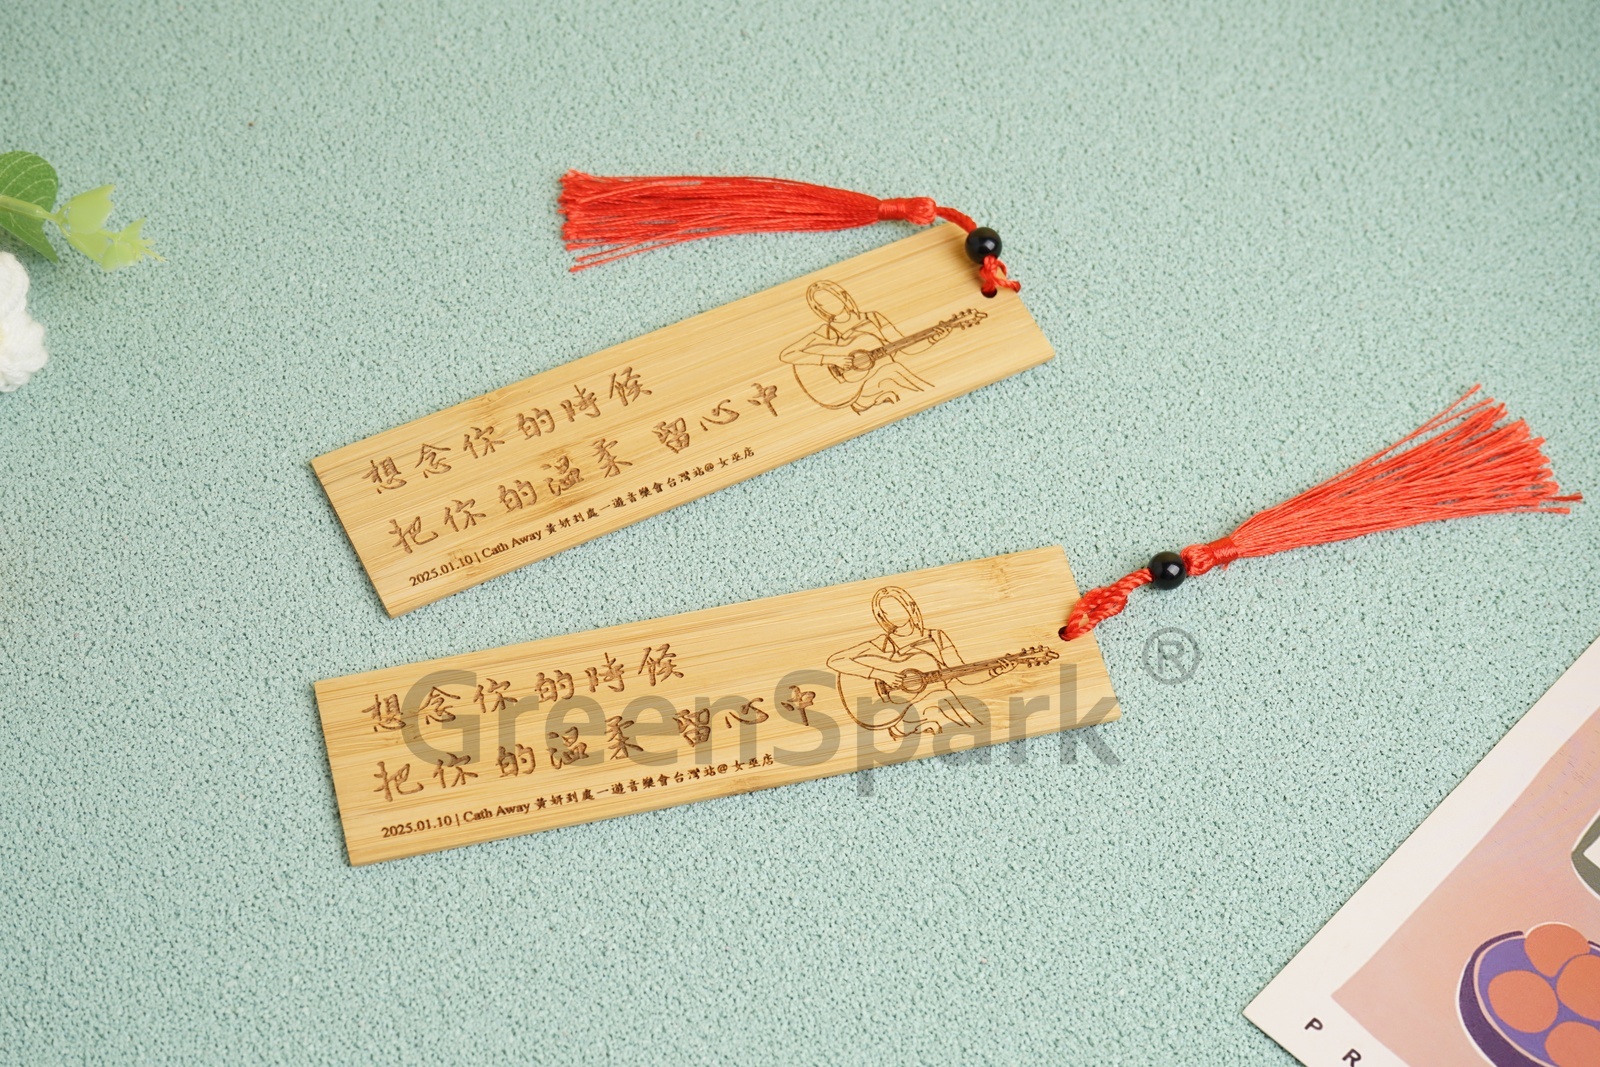 想念你的時候
把你的溫柔 留心中
2025.01.10 | Cath Away 黃妍到處一遊音樂會台灣站@女巫店
想念你的時候
把你的溫柔 留心中
2025.01.10 | Cath Away 黃妍到處一遊音樂會台灣站@女巫店
GreenSpark®
P R